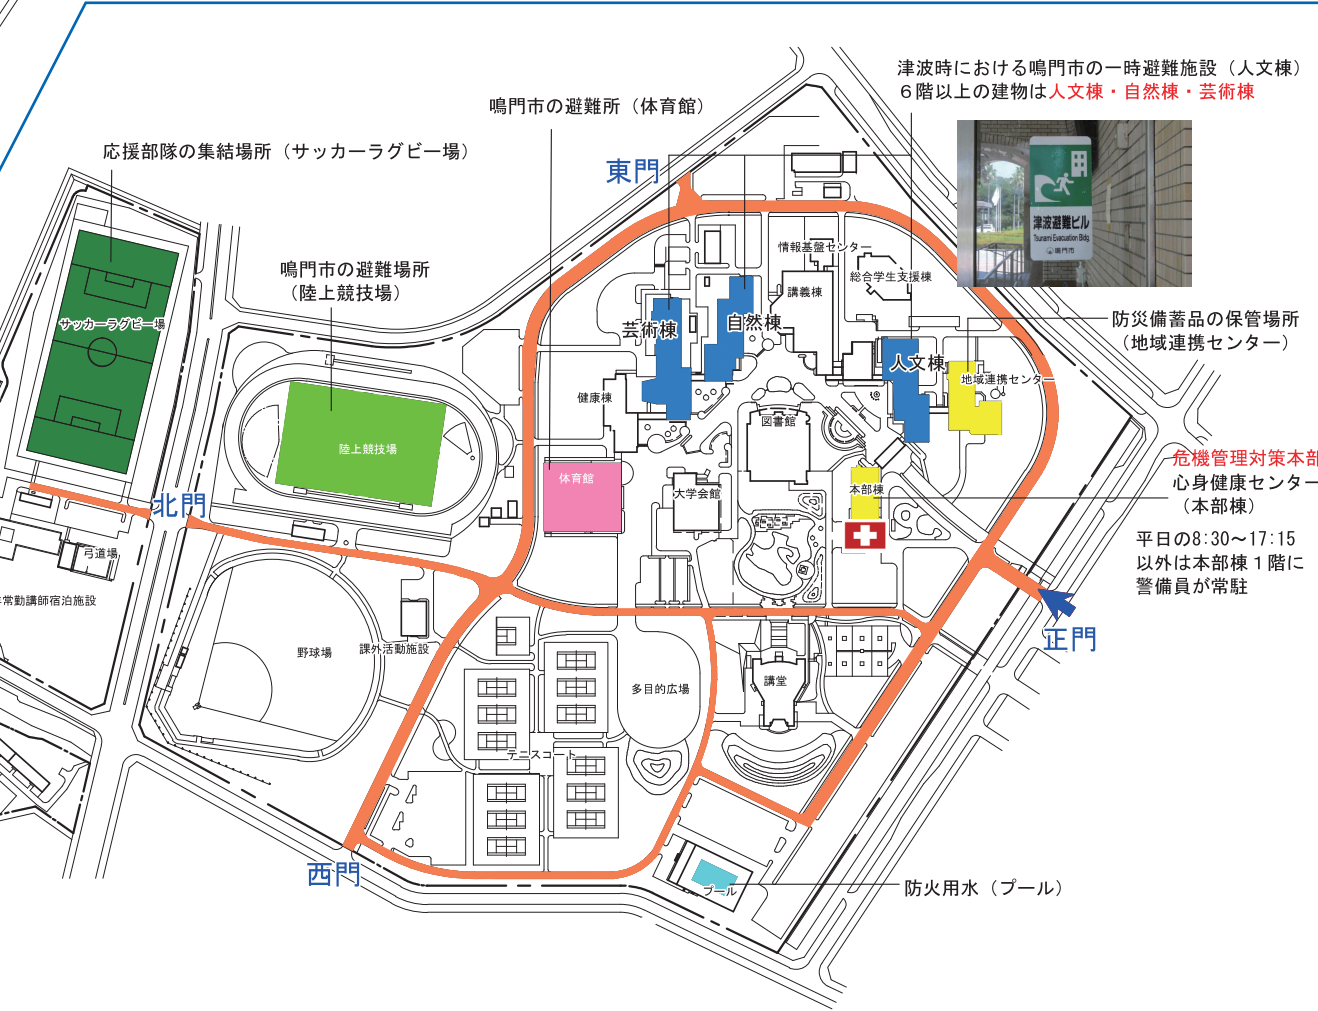 津波時における鳴門市の一時避難施設（人文棟）
６階以上の建物は人文棟・自然棟・芸術棟
鳴門市の避難所（体育館）
応援部隊の集結場所（サッカーラグビー場）
東門
津波避難ビル
Tsunami Evacuation Bldg.
鳴門市
鳴門市の避難場所
（陸上競技場）
情報基盤センター
総合学生支援棟
講義棟
サッカーラグビー場
芸術棟
自然棟
防災備蓄品の保管場所
（地域連携センター）
人文棟
地域連携センター
健康棟
図書館
陸上競技場
体育館
大学会館
本部棟
危機管理対策本部
心身健康センター
（本部棟）
北門
平日の8:30～17:15
以外は本部棟１階に
警備員が常駐
弓道場
非常勤講師宿泊施設
正門
野球場
課外活動施設
多目的広場
講堂
テニスコート
西門
プール
防火用水（プール）